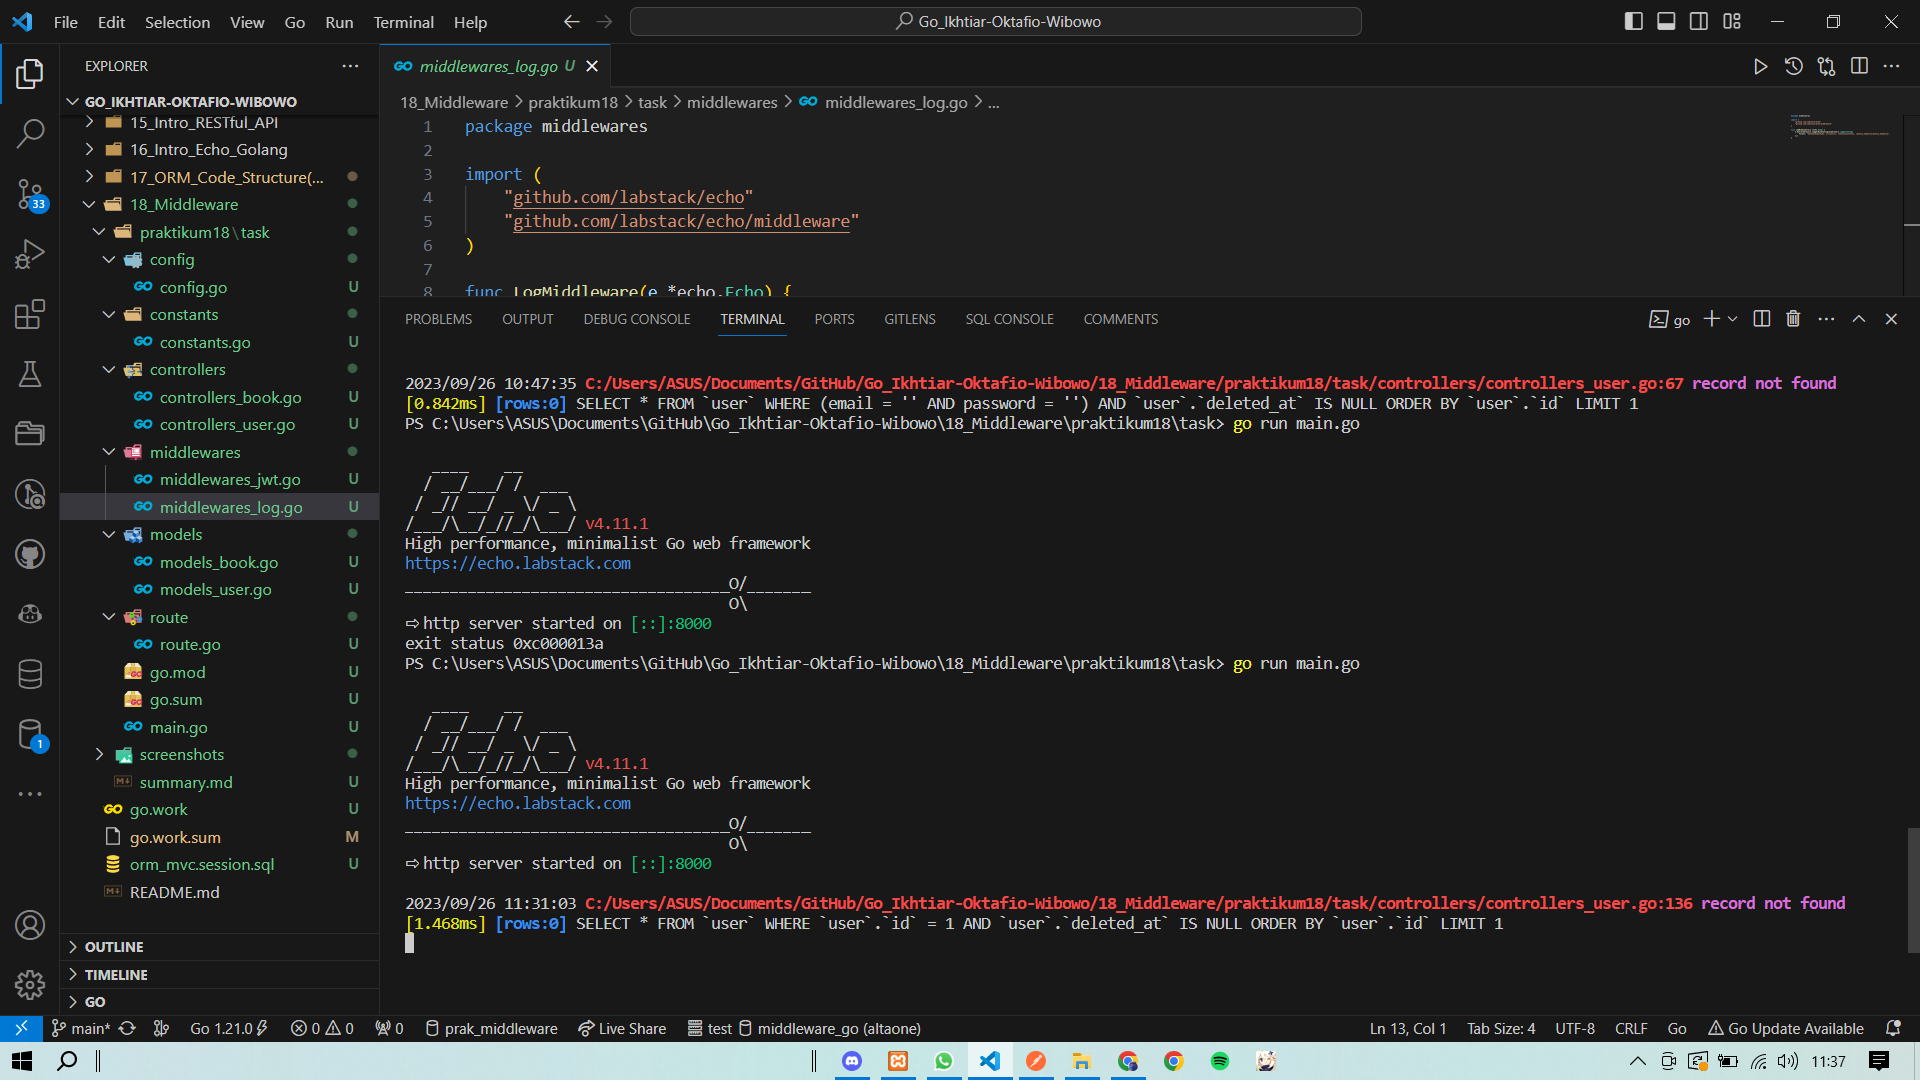 File Edit Selection View Go Run Terminal Help
Go_Ikhtiar-Oktafio-Wibowo
EXPLORER
GO_IKHTIAR-OKTAFIO-WIBOWO
15_Intro_RESTful_API
16_Intro_Echo_Golang
17_ORM_Code_Structure(...
18_Middleware
praktikum18\task
config
config.go U
constants
constants.go U
controllers
controllers_book.go U
controllers_user.go U
middlewares
middlewares_jwt.go U
middlewares_log.go U
models
models_book.go U
models_user.go U
route
route.go U
go.mod U
go.sum U
main.go U
screenshots
summary.md U
go.work U
go.work.sum M
orm_mvc.session.sql U
README.md
OUTLINE
TIMELINE
GO
33
1
middlewares_log.go U
18_Middleware > praktikum18 > task > middlewares > middlewares_log.go > ...
1 package middlewares
2
3 import (
4 "github.com/labstack/echo"
5 "github.com/labstack/echo/middleware"
6 )
7
8 func LogMiddleware(e *echo.Echo) {
PROBLEMS OUTPUT DEBUG CONSOLE TERMINAL PORTS GITLENS SQL CONSOLE COMMENTS
go
2023/09/26 10:47:35 C:/Users/ASUS/Documents/GitHub/Go_Ikhtiar-Oktafio-Wibowo/18_Middleware/praktikum18/task/controllers/controllers_user.go:67 record not found
[0.842ms] [rows:0] SELECT * FROM `user` WHERE (email = '' AND password = '') AND `user`.`deleted_at` IS NULL ORDER BY `user`.`id` LIMIT 1
PS C:\Users\ASUS\Documents\GitHub\Go_Ikhtiar-Oktafio-Wibowo\18_Middleware\praktikum18\task> go run main.go
   ____    __
  / __/___/ /  ___
 / _// __/ _ \/ _ \
/___/\__/_//_/\___/ v4.11.1
High performance, minimalist Go web framework
https://echo.labstack.com
____________________________________O/_______
                                    O\
⇨ http server started on [::]:8000
exit status 0xc000013a
PS C:\Users\ASUS\Documents\GitHub\Go_Ikhtiar-Oktafio-Wibowo\18_Middleware\praktikum18\task> go run main.go
   ____    __
  / __/___/ /  ___
 / _// __/ _ \/ _ \
/___/\__/_//_/\___/ v4.11.1
High performance, minimalist Go web framework
https://echo.labstack.com
____________________________________O/_______
                                    O\
⇨ http server started on [::]:8000
2023/09/26 11:31:03 C:/Users/ASUS/Documents/GitHub/Go_Ikhtiar-Oktafio-Wibowo/18_Middleware/praktikum18/task/controllers/controllers_user.go:136 record not found
[1.468ms] [rows:0] SELECT * FROM `user` WHERE `user`.`id` = 1 AND `user`.`deleted_at` IS NULL ORDER BY `user`.`id` LIMIT 1
main* Go 1.21.0 0 0 0 prak_middleware Live Share test middleware_go (altaone) Ln 13, Col 1 Tab Size: 4 UTF-8 CRLF Go Go Update Available
11:37